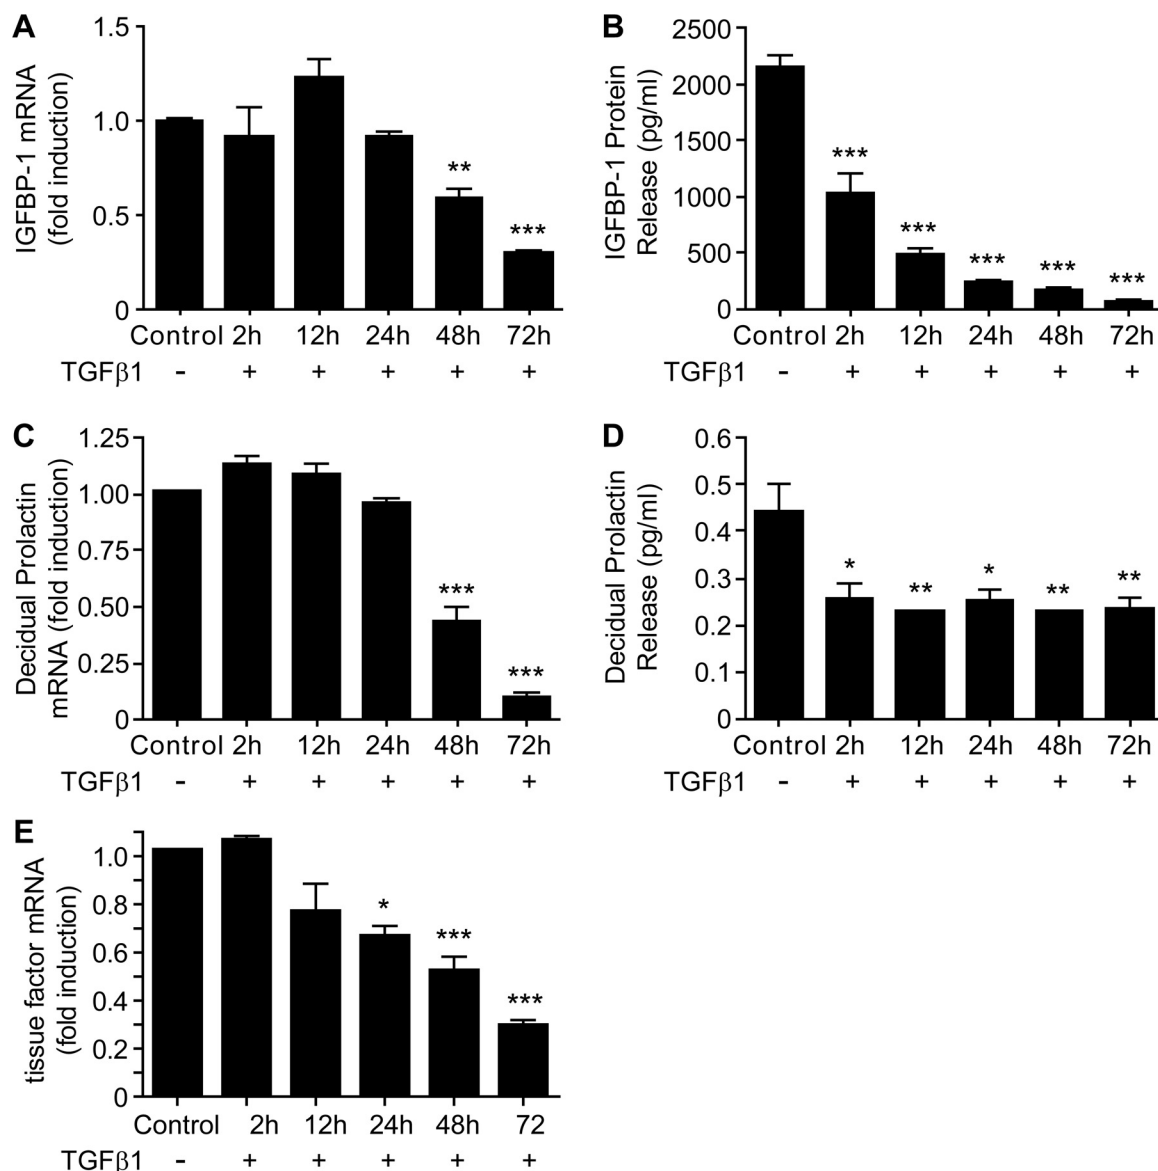 A
IGFBP-1 mRNA
(fold induction)
1.5
1.0
0.5
0
**
***
Control 2h 12h 24h 48h 72h
TGFβ1 - + + + + +
B
IGFBP-1 Protein
Release (pg/ml)
2500
2000
1500
1000
500
0
*** *** *** *** ***
Control 2h 12h 24h 48h 72h
TGFβ1 - + + + + +
C
Decidual Prolactin
mRNA (fold induction)
1.25
1.00
0.75
0.50
0.25
0
***
***
Control 2h 12h 24h 48h 72h
TGFβ1 - + + + + +
D
Decidual Prolactin
Release (pg/ml)
0.6
0.5
0.4
0.3
0.2
0.1
0
* ** * ** **
Control 2h 12h 24h 48h 72h
TGFβ1 - + + + + +
E
tissue factor mRNA
(fold induction)
1.0
0.8
0.6
0.4
0.2
0
*
***
***
Control 2h 12h 24h 48h 72
TGFβ1 - + + + + +